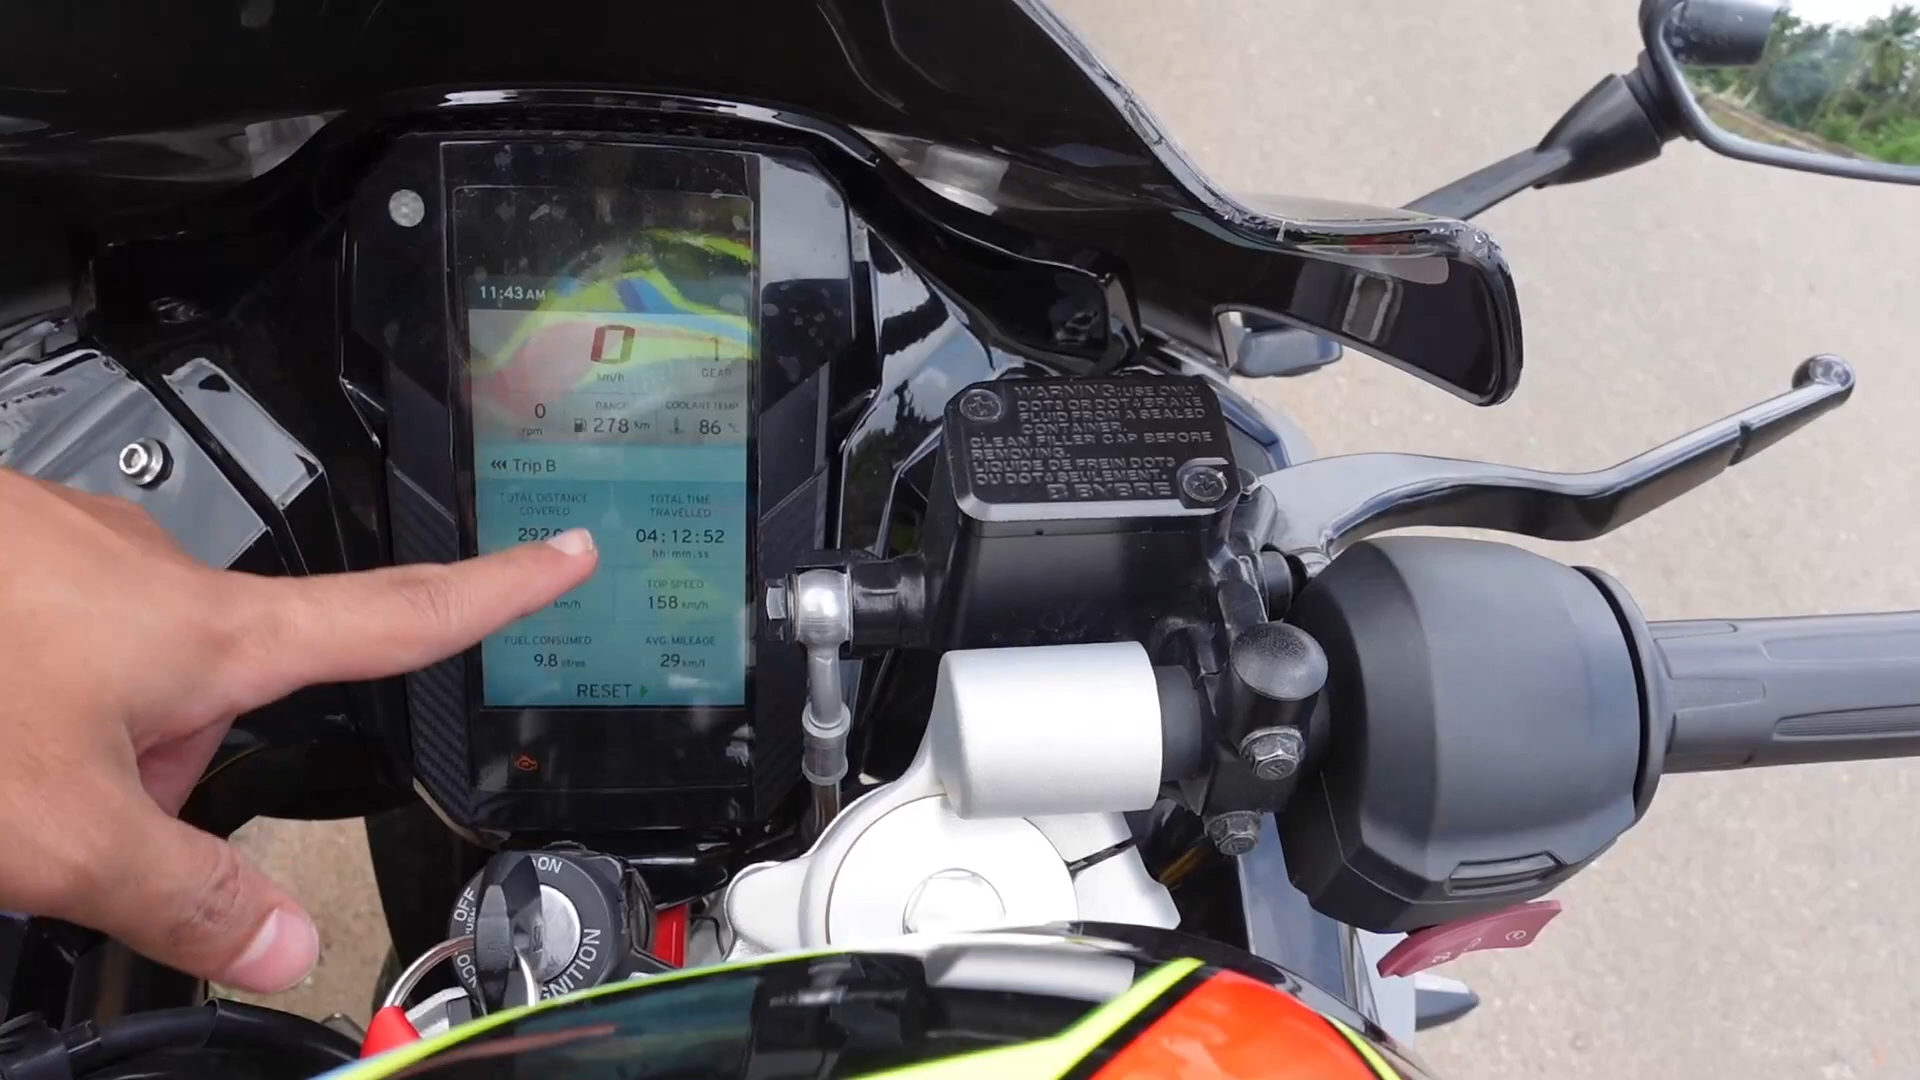 11:43 AM
0
km/h
1
GEAR
0
rpm
RANGE
278 km
COOLANT TEMP
86 °C
Trip B
TOTAL DISTANCE
COVERED
TOTAL TIME
TRAVELLED
04:12:52
hh:mm:ss
km/h
TOP SPEED
158 km/h
FUEL CONSUMED
9.8 litres
AVG. MILEAGE
29 km/l
RESET
WARNING: USE ONLY
DOT3 OR DOT4 BRAKE
FLUID FROM A SEALED
CONTAINER.
CLEAN FILLER CAP BEFORE
REMOVING.
LIQUIDE DE FREIN DOT3
OU DOT4 SEULEMENT.
BYBRE
ON
OFF
PUSH
LOCK
IGNITION